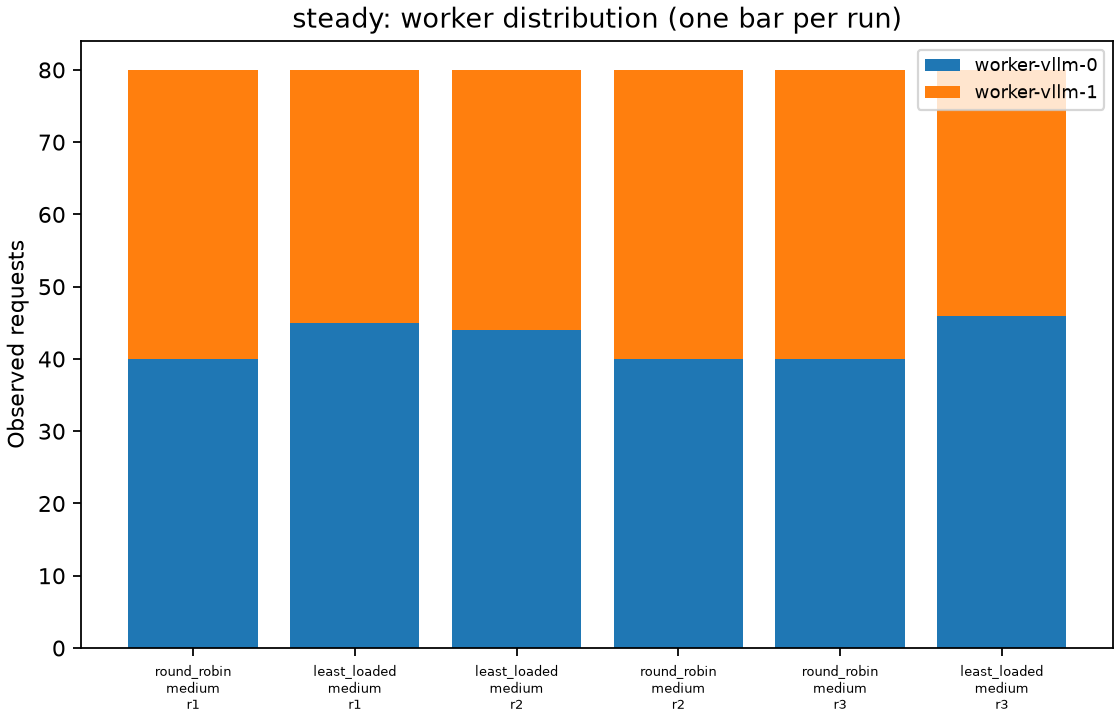 steady: worker distribution (one bar per run)
worker-vllm-0
worker-vllm-1
Observed requests
80
70
60
50
40
30
20
10
0
round_robin
medium
r1
least_loaded
medium
r1
least_loaded
medium
r2
round_robin
medium
r2
round_robin
medium
r3
least_loaded
medium
r3